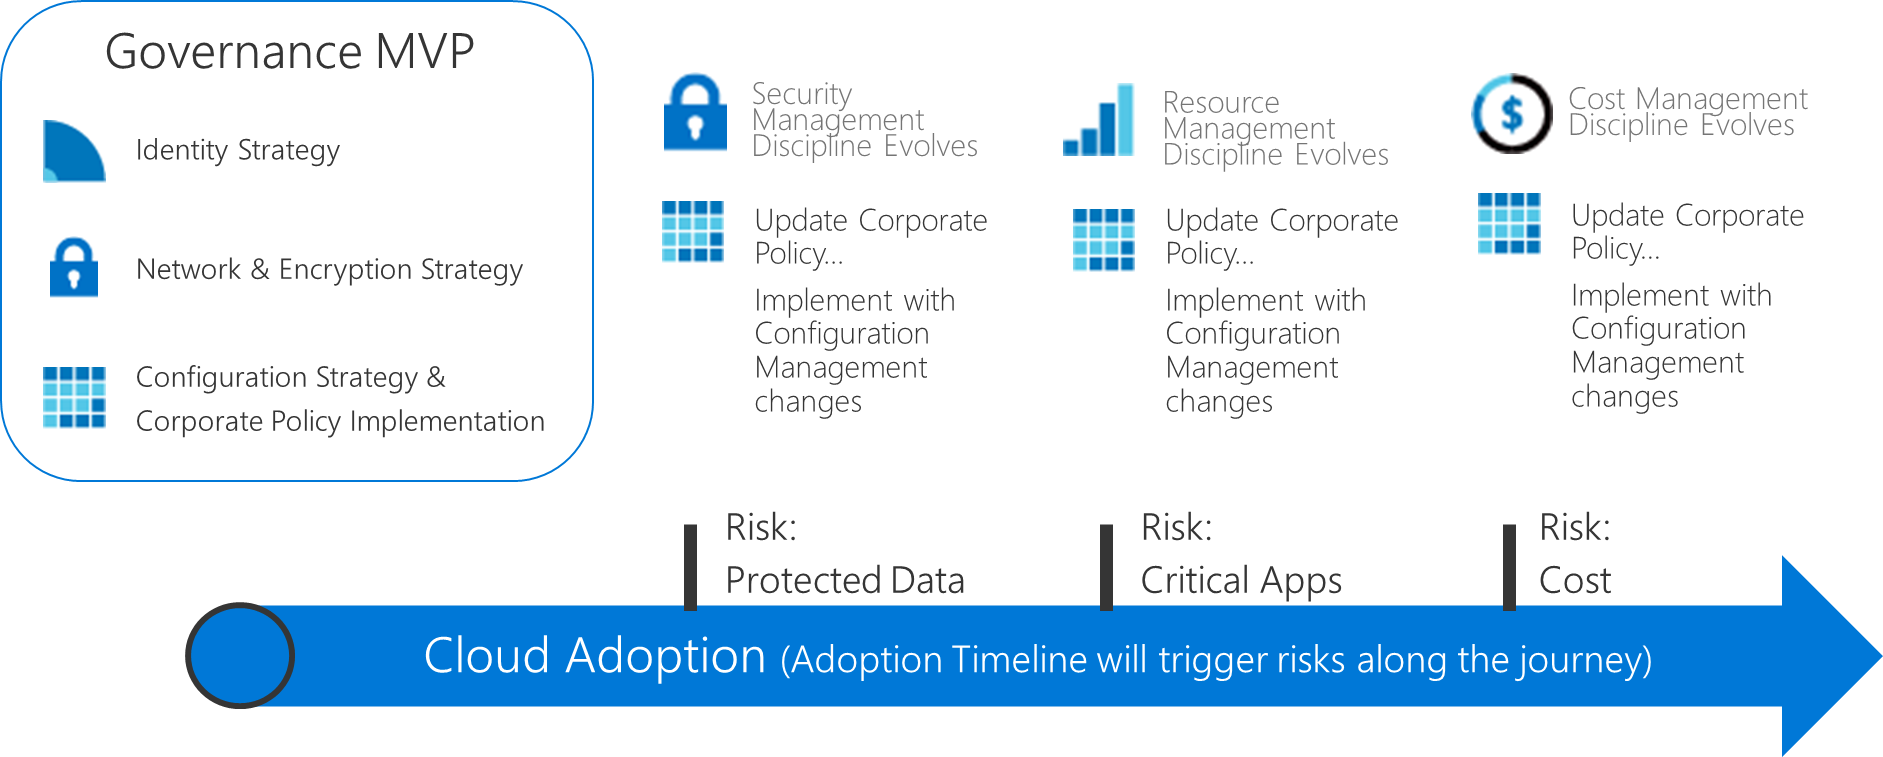 Governance MVP
Identity Strategy
Network & Encryption Strategy
Configuration Strategy &
Corporate Policy Implementation
Security
Management
Discipline Evolves
Update Corporate
Policy...
Implement with
Configuration
Management
changes
Resource
Management
Discipline Evolves
Update Corporate
Policy...
Implement with
Configuration
Management
changes
$
Cost Management
Discipline Evolves
Update Corporate
Policy...
Implement with
Configuration
Management
changes
Risk:
Protected Data
Risk:
Critical Apps
Risk:
Cost
Cloud Adoption (Adoption Timeline will trigger risks along the journey)